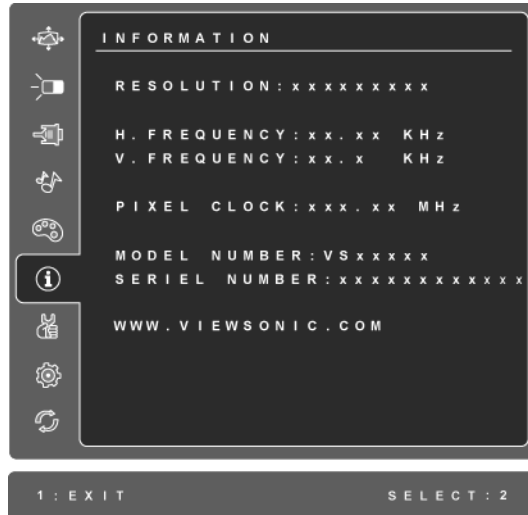 INFORMATION
RESOLUTION:xxxxxxxxx
H. FREQUENCY:xx.xx KHz
V. FREQUENCY:xx.x KHz
PIXEL CLOCK:xxx.xx MHz
MODEL NUMBER:VSxxxxx
SERIEL NUMBER:xxxxxxxxxxxx
WWW.VIEWSONIC.COM
1:EXIT SELECT:2